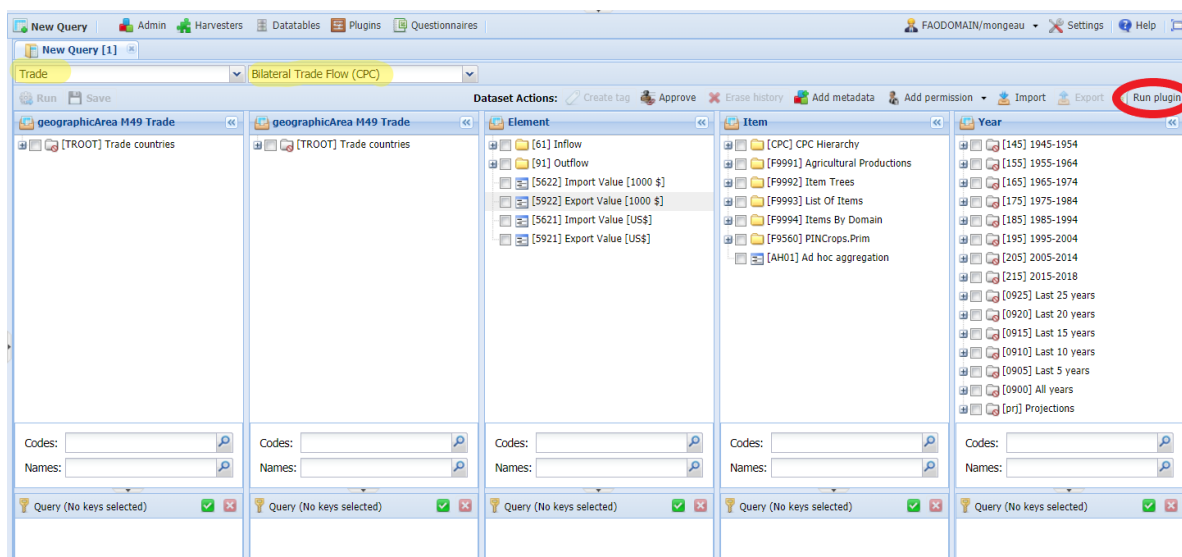 New Query Admin Harvesters Datatables Plugins Questionnaires FAODOMAIN/mongeau Settings Help
New Query [1]
Trade Bilateral Trade Flow (CPC)
Run Save Dataset Actions: Create tag Approve Erase history Add metadata Add permission Import Export Run plugin
geographicArea M49 Trade geographicArea M49 Trade Element Item Year
[TROOT] Trade countries [TROOT] Trade countries [61] Inflow [CPC] CPC Hierarchy [145] 1945-1954
[91] Outflow [F9991] Agricultural Productions [155] 1955-1964
[5622] Import Value [1000 $] [F9992] Item Trees [165] 1965-1974
[5922] Export Value [1000 $] [F9993] List Of Items [175] 1975-1984
[5621] Import Value [US$] [F9994] Items By Domain [185] 1985-1994
[5921] Export Value [US$] [F9560] PINCrops.Prim [195] 1995-2004
[AH01] Ad hoc aggregation [205] 2005-2014
[215] 2015-2018
[0925] Last 25 years
[0920] Last 20 years
[0915] Last 15 years
[0910] Last 10 years
[0905] Last 5 years
[0900] All years
[prj] Projections
Codes: Codes: Codes: Codes: Codes:
Names: Names: Names: Names: Names:
Query (No keys selected) Query (No keys selected) Query (No keys selected) Query (No keys selected) Query (No keys selected)